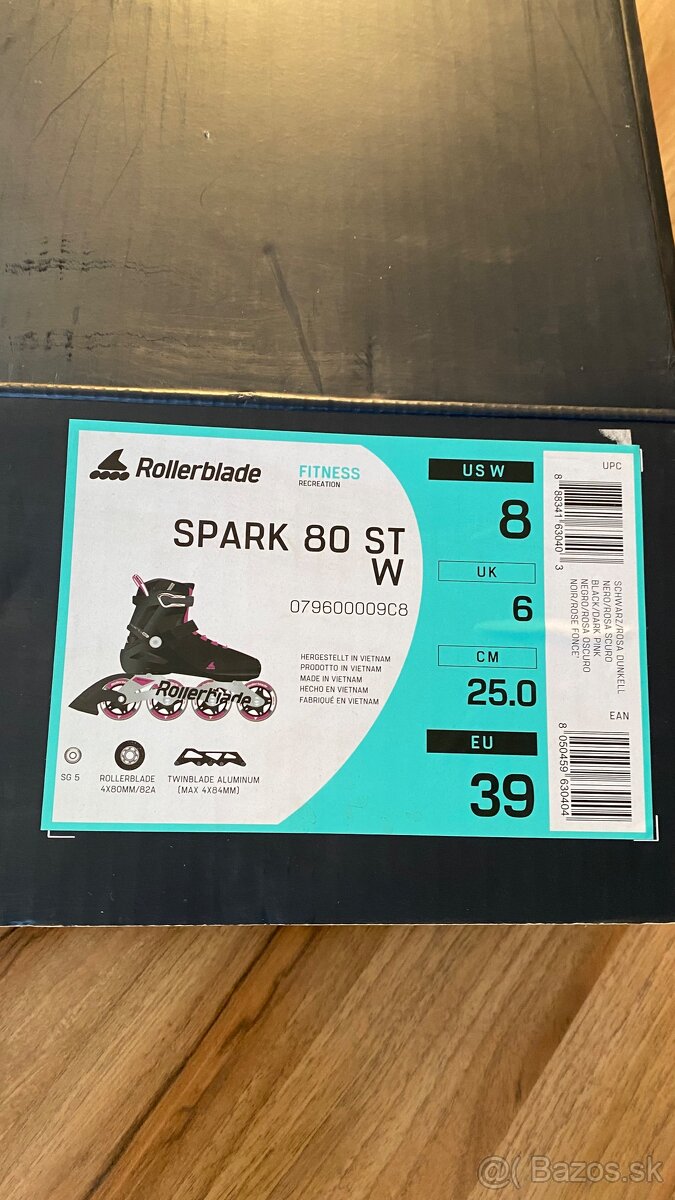 Rollerblade
FITNESS
RECREATION
SPARK 80 ST
W
079600009C8
HERGESTELLT IN VIETNAM
PRODOTTO IN VIETNAM
MADE IN VIETNAM
HECHO EN VIETNAM
FABRIQUÉ EN VIETNAM
Rollerblade
SG 5
ROLLERBLADE
4X80MM/82A
TWINBLADE ALUMINUM
(MAX 4X84MM)
US W
8
UK
6
CM
25.0
EU
39
UPC
8 88341 63040 3
SCHWARZ/ROSA DUNKELL
NERO/ROSA SCURO
BLACK/DARK PINK
NEGRO/ROSA OSCURO
NOIR/ROSE FONCE'
EAN
8 050459 630404
@( Bazos.sk